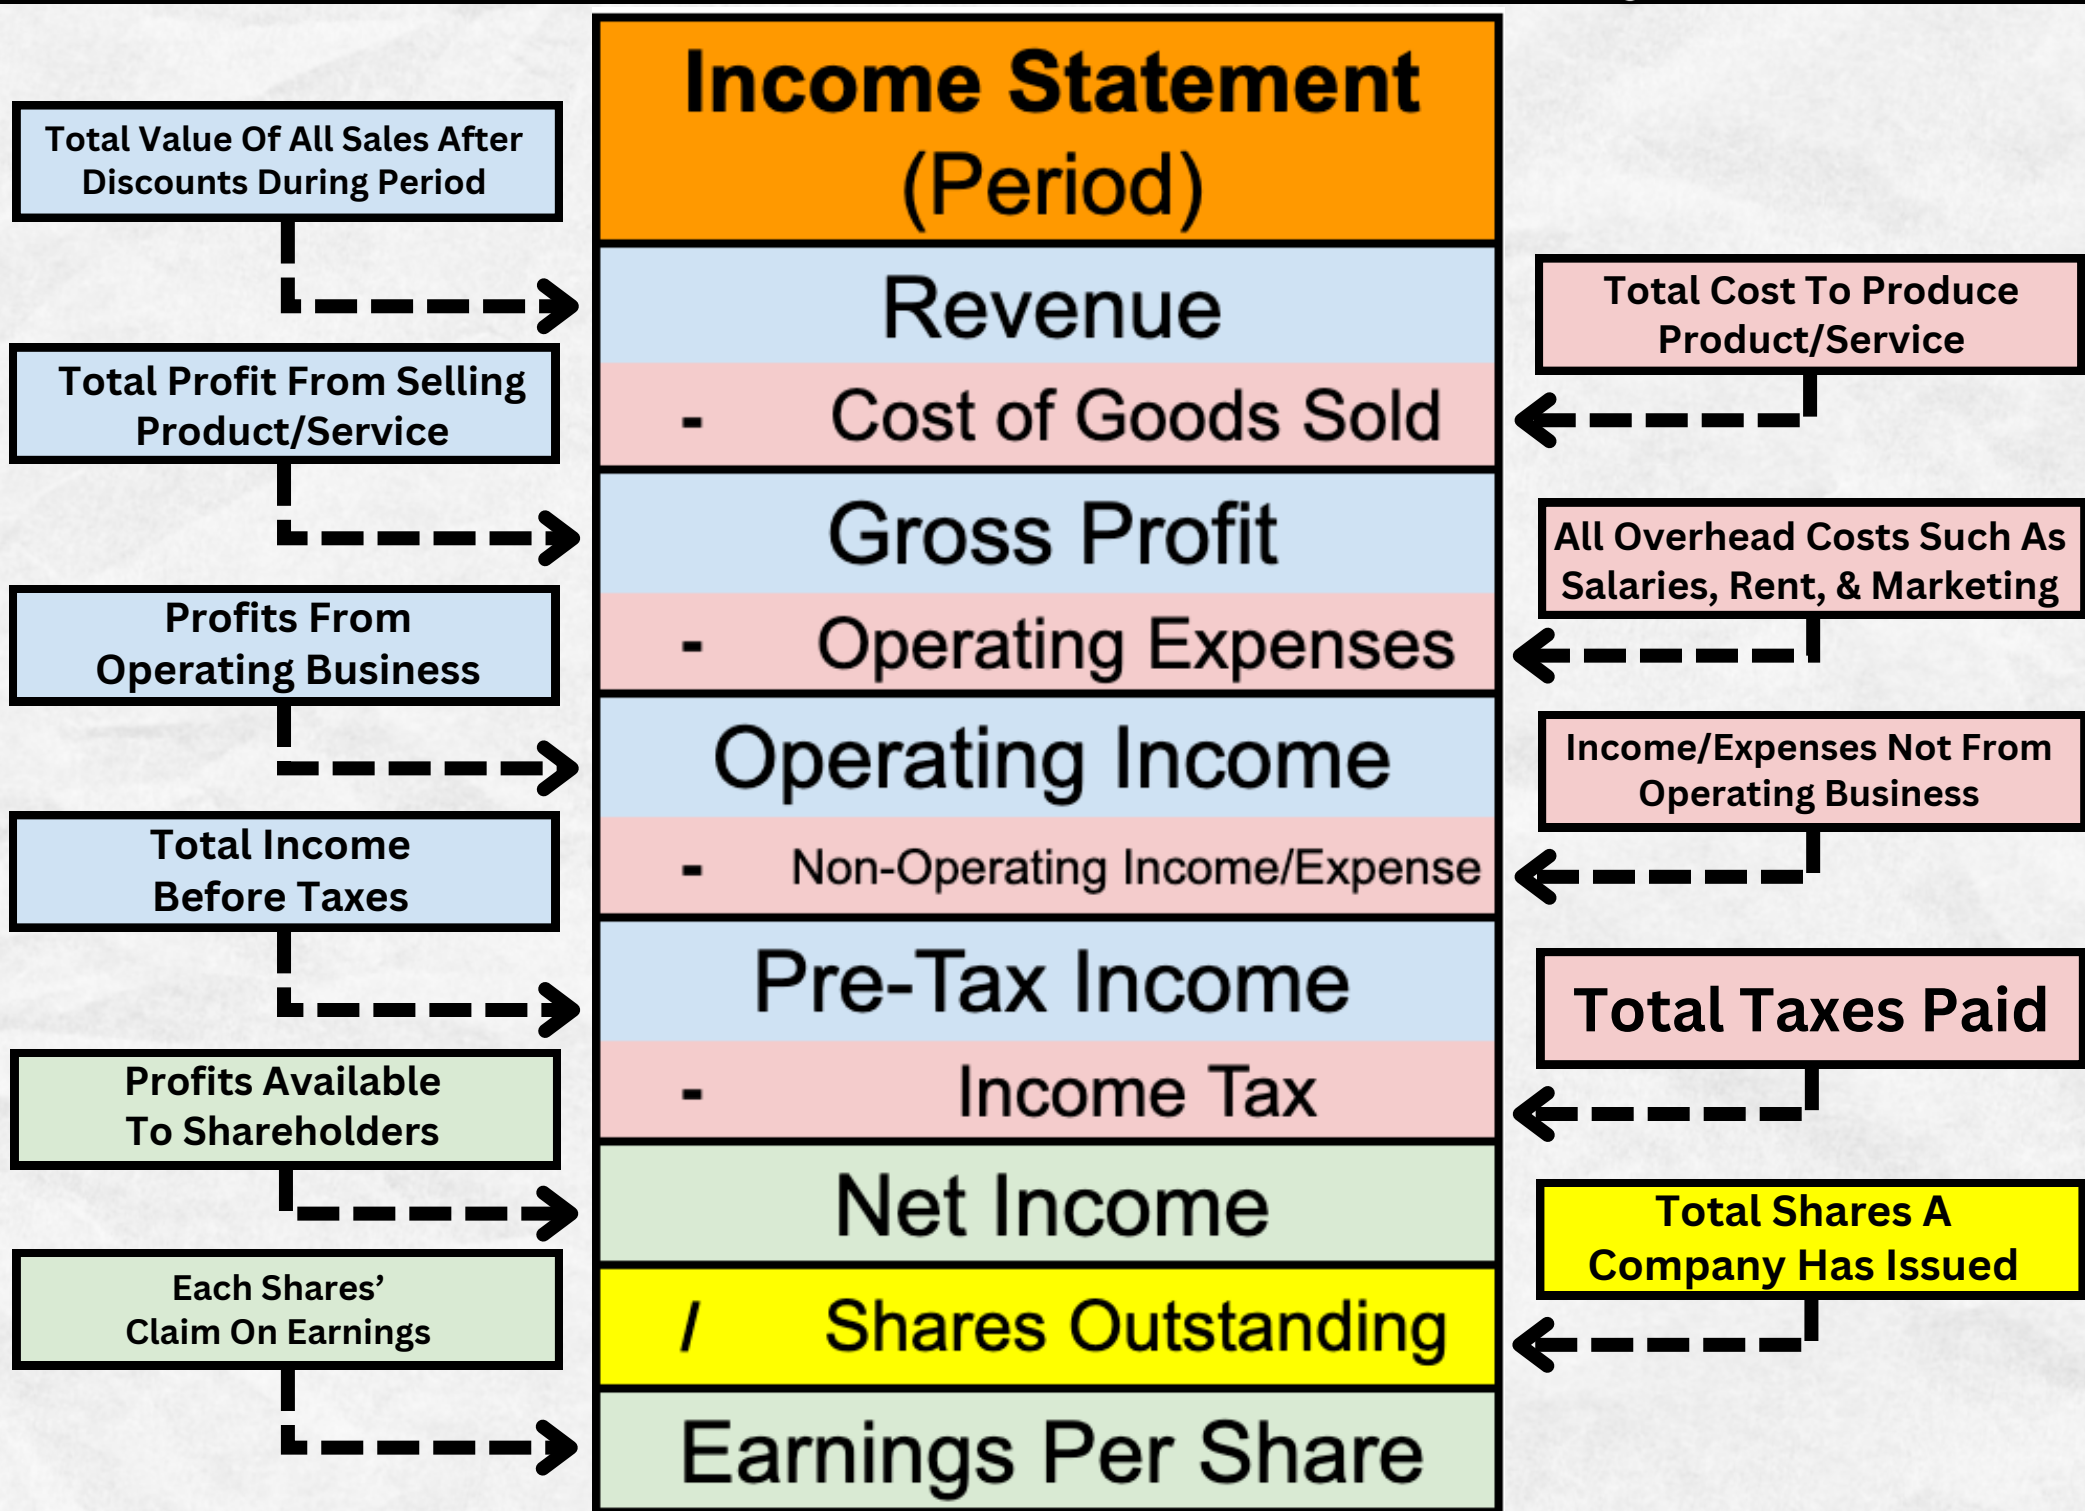 Income Statement
(Period)
Total Value Of All Sales After
Discounts During Period
Revenue
Total Cost To Produce
Product/Service
- Cost of Goods Sold
Total Profit From Selling
Product/Service
Gross Profit
All Overhead Costs Such As
Salaries, Rent, & Marketing
- Operating Expenses
Profits From
Operating Business
Operating Income
Income/Expenses Not From
Operating Business
- Non-Operating Income/Expense
Total Income
Before Taxes
Pre-Tax Income
Total Taxes Paid
- Income Tax
Profits Available
To Shareholders
Net Income
Total Shares A
Company Has Issued
/ Shares Outstanding
Each Shares’
Claim On Earnings
Earnings Per Share